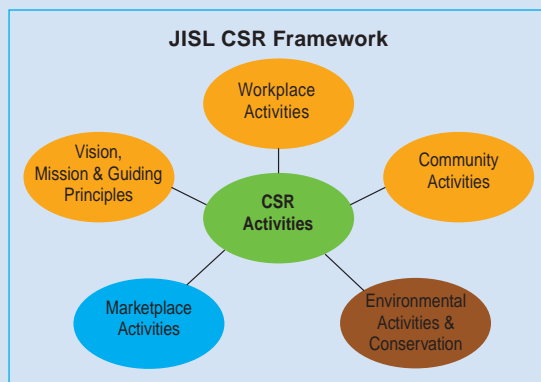 JISL CSR Framework
Workplace
Activities
Vision,
Mission & Guiding
Principles
Community
Activities
CSR
Activities
Marketplace
Activities
Environmental
Activities &
Conservation